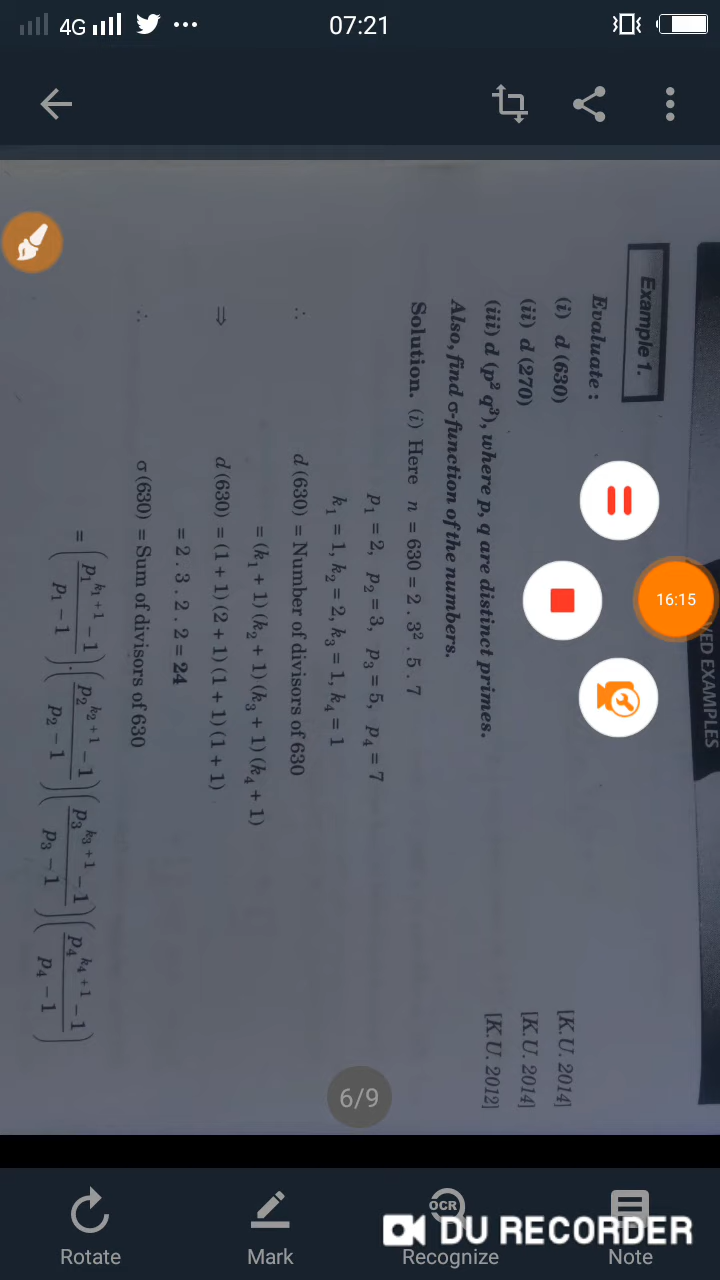 4G 07:21
Example 1.
Evaluate :
(i) d (630) [K.U. 2014]
(ii) d (270) [K.U. 2014]
(iii) d (p² q³), where p, q are distinct primes. [K.U. 2012]
Also, find σ-function of the numbers.
Solution. (i) Here n = 630 = 2 . 3² . 5 . 7
p₁ = 2, p₂ = 3, p₃ = 5, p₄ = 7
k₁ = 1, k₂ = 2, k₃ = 1, k₄ = 1
∴ d (630) = Number of divisors of 630
= (k₁ + 1) (k₂ + 1) (k₃ + 1) (k₄ + 1)
⇒ d (630) = (1 + 1) (2 + 1) (1 + 1) (1 + 1)
= 2 . 3 . 2 . 2 = 24
∴ σ (630) = Sum of divisors of 630
= (p₁^(k₁ + 1) − 1 / p₁ − 1) . (p₂^(k₂ + 1) − 1 / p₂ − 1) (p₃^(k₃ + 1) − 1 / p₃ − 1) (p₄^(k₄ + 1) − 1 / p₄ − 1)
16:15
EXAMPLES
6/9
DU RECORDER
Rotate Mark OCR Recognize Note